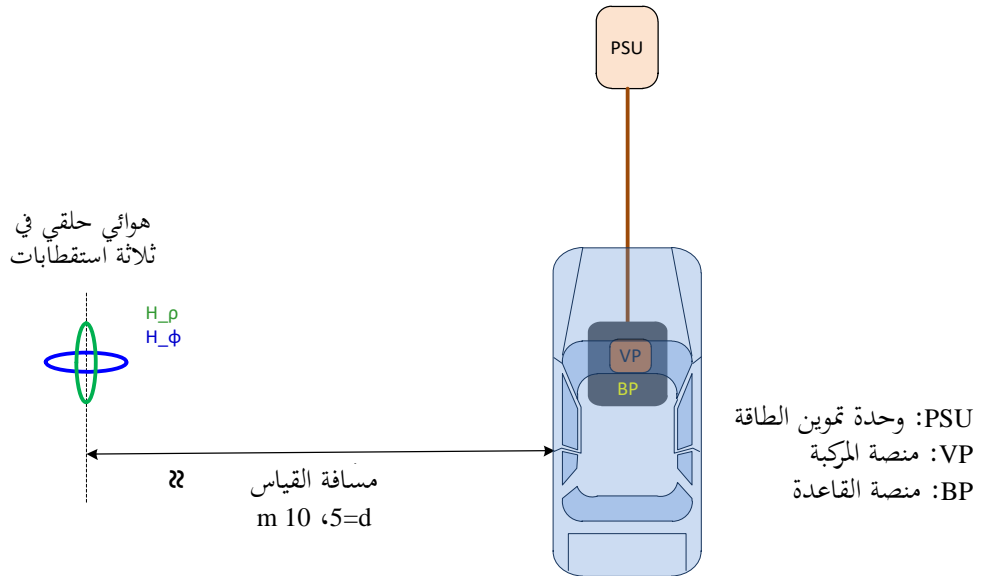 PSU
هوائي حلقي في
ثلاثة استقطابات
H_ρ
H_ϕ
VP
BP
PSU: وحدة تموين الطاقة
VP: منصة المركبة
BP: منصة القاعدة
مسافة القياس
d=5، 10 m